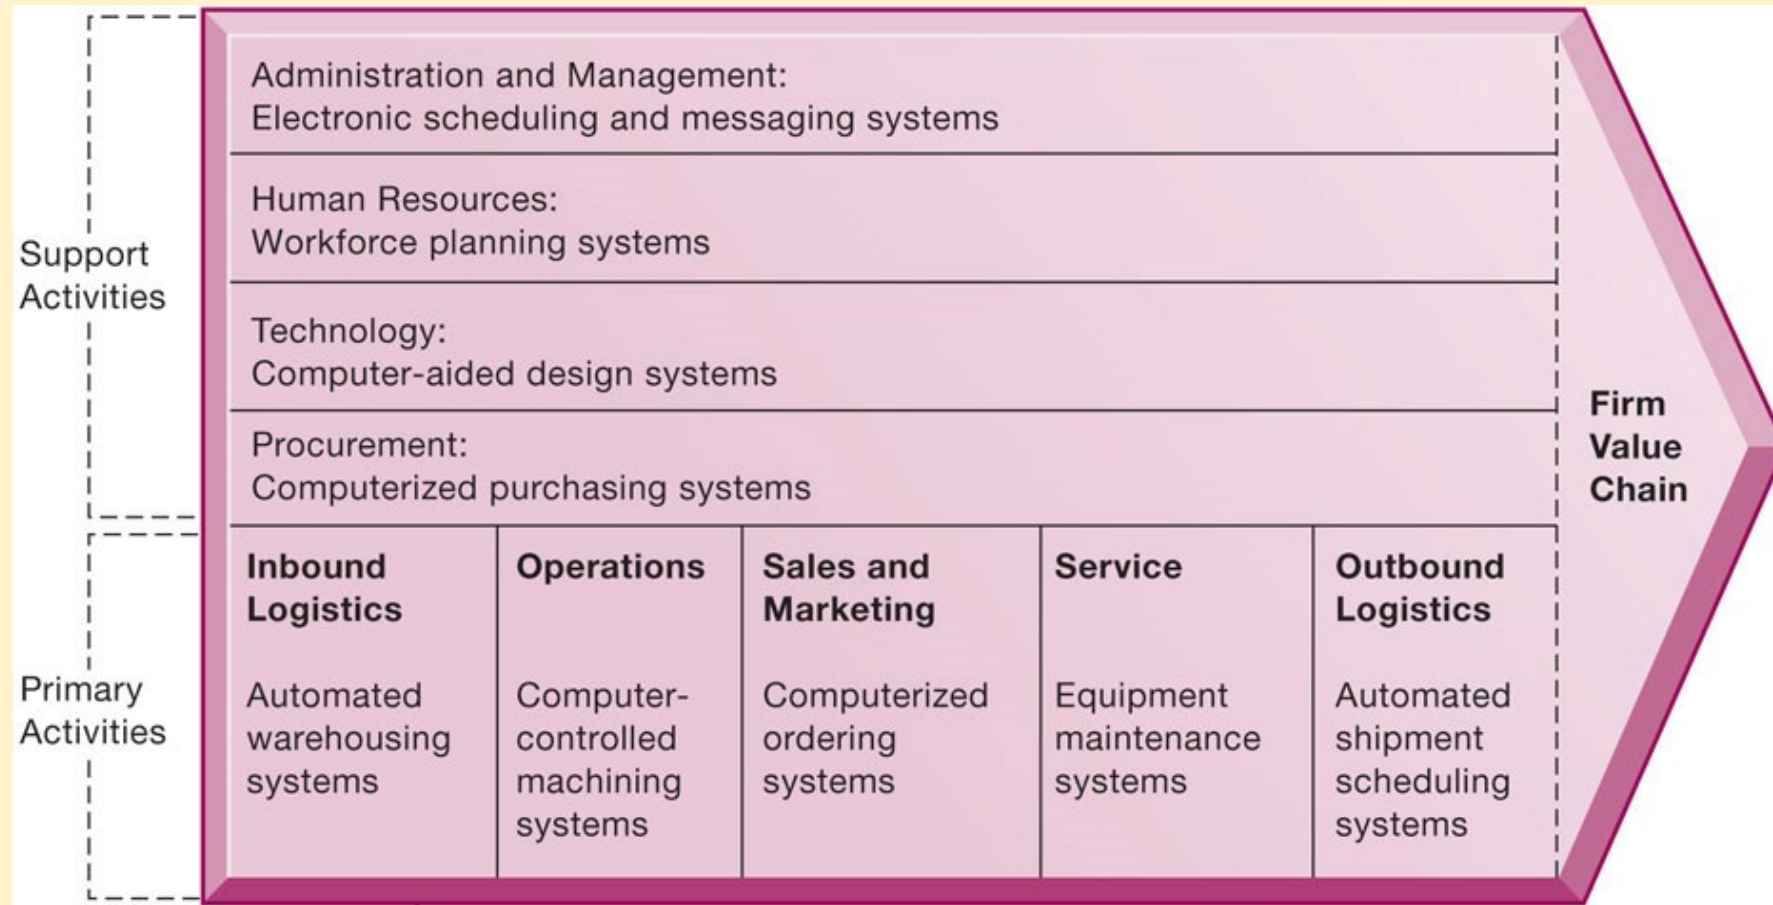 Support
Activities
Administration and Management:
Electronic scheduling and messaging systems
Human Resources:
Workforce planning systems
Technology:
Computer-aided design systems
Procurement:
Computerized purchasing systems
Firm
Value
Chain
Primary
Activities
Inbound
Logistics
Automated
warehousing
systems
Operations
Computer-
controlled
machining
systems
Sales and
Marketing
Computerized
ordering
systems
Service
Equipment
maintenance
systems
Outbound
Logistics
Automated
shipment
scheduling
systems